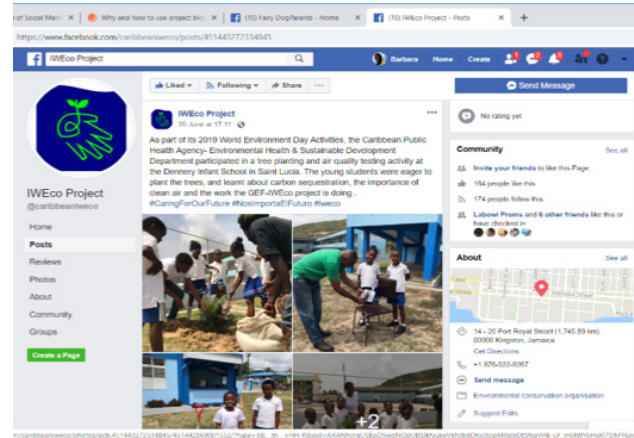 of Social Medi
Why and how to use project blo
(10) Fairy DogParents - Home
(10) IWEco Project - Posts
https://www.facebook.com/caribbeaniweco/posts/451443272334845
IWEco Project
Barbara Home Create
Liked Following Share
Send Message
IWEco Project
20 June at 17:11
As part of its 2019 World Environment Day Activities, the Caribbean Public
Health Agency- Environmental Health & Sustainable Development
Department participated in a tree planting and air quality testing activity at
the Dennery Infant School in Saint Lucia. The young students were eager to
plant the trees, and learnt about carbon sequestration, the importance of
clean air and the work the GEF-IWEco project is doing .
#CaringForOurFuture #NosImportaElFuturo #iweco
+2
IWEco Project
@caribbeaniweco
Home
Posts
Reviews
Photos
About
Community
Groups
Create a Page
No rating yet
Community See all
Invite your friends to like this Page
164 people like this
174 people follow this
Labowi Proms and 6 other friends like this or
have checked in
About See all
14 - 20 Port Royal Street (1,745.89 km)
00000 Kingston, Jamaica
Get Directions
+1 876-922-9267
Send message
Environmental conservation organisation
Suggest Edits